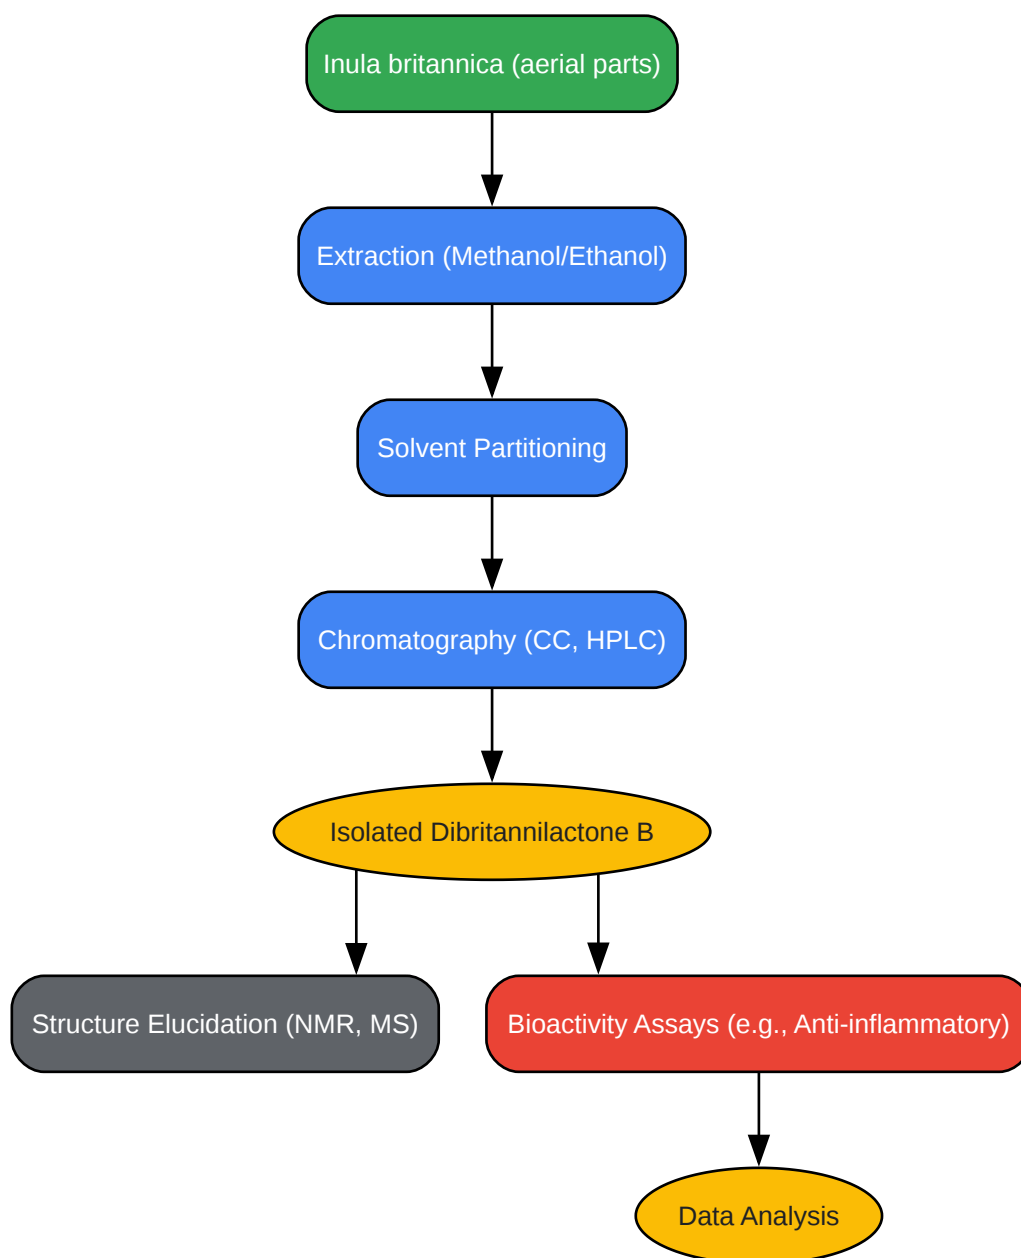 Inula britannica (aerial parts)
Extraction (Methanol/Ethanol)
Solvent Partitioning
Chromatography (CC, HPLC)
Isolated Dibritannilactone B
Structure Elucidation (NMR, MS)
Bioactivity Assays (e.g., Anti-inflammatory)
Data Analysis